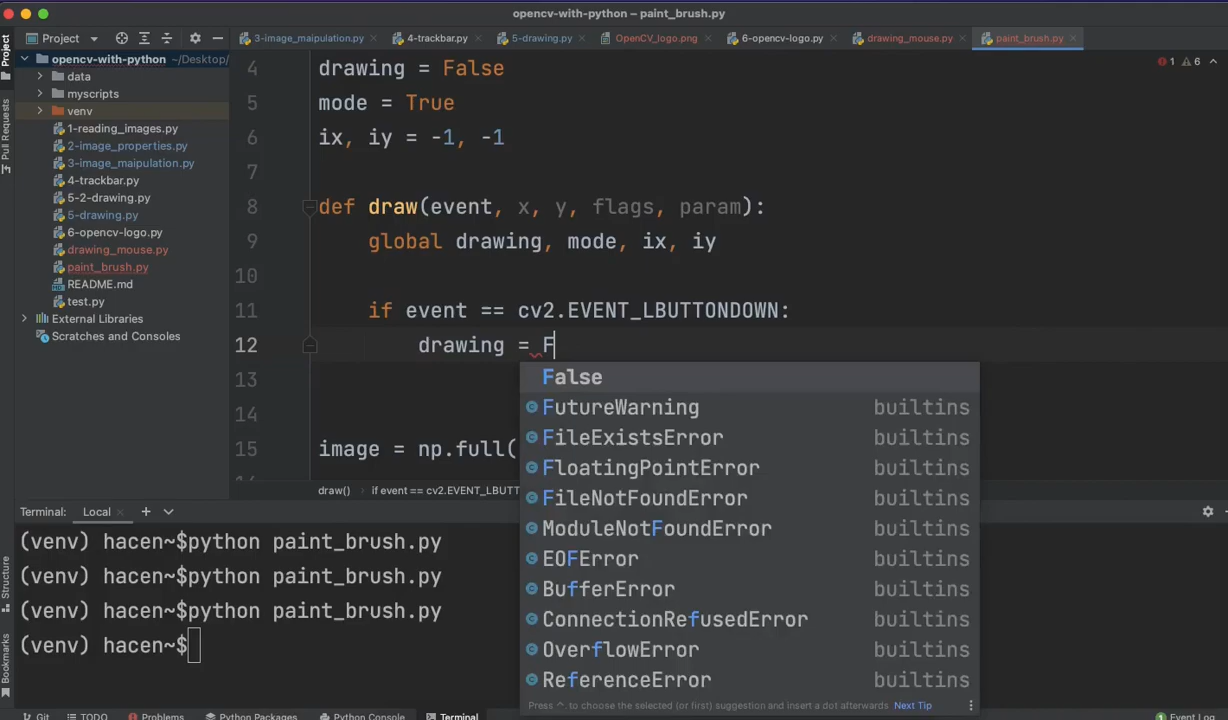 opencv-with-python – paint_brush.py
Project
3-image_maipulation.py
4-trackbar.py
5-drawing.py
OpenCV_logo.png
6-opencv-logo.py
drawing_mouse.py
paint_brush.py
Project
Pull Requests
Structure
Bookmarks
opencv-with-python ~/Desktop/
data
myscripts
venv
1-reading_images.py
2-image_properties.py
3-image_maipulation.py
4-trackbar.py
5-2-drawing.py
5-drawing.py
6-opencv-logo.py
drawing_mouse.py
paint_brush.py
README.md
test.py
External Libraries
Scratches and Consoles
1 6
4 drawing = False
5 mode = True
6 ix, iy = -1, -1
7
8 def draw(event, x, y, flags, param):
9 global drawing, mode, ix, iy
10
11 if event == cv2.EVENT_LBUTTONDOWN:
12 drawing = F
13
14
15 image = np.full(
False
FutureWarning builtins
FileExistsError builtins
FloatingPointError builtins
FileNotFoundError builtins
ModuleNotFoundError builtins
EOFError builtins
BufferError builtins
ConnectionRefusedError builtins
OverflowError builtins
ReferenceError builtins
Press ^. to choose the selected (or first) suggestion and insert a dot afterwards Next Tip
draw() if event == cv2.EVENT_LBUTT
Terminal: Local
(venv) hacen~$python paint_brush.py
(venv) hacen~$python paint_brush.py
(venv) hacen~$python paint_brush.py
(venv) hacen~$
Git TODO Problems Python Packages Python Console Terminal Event Log